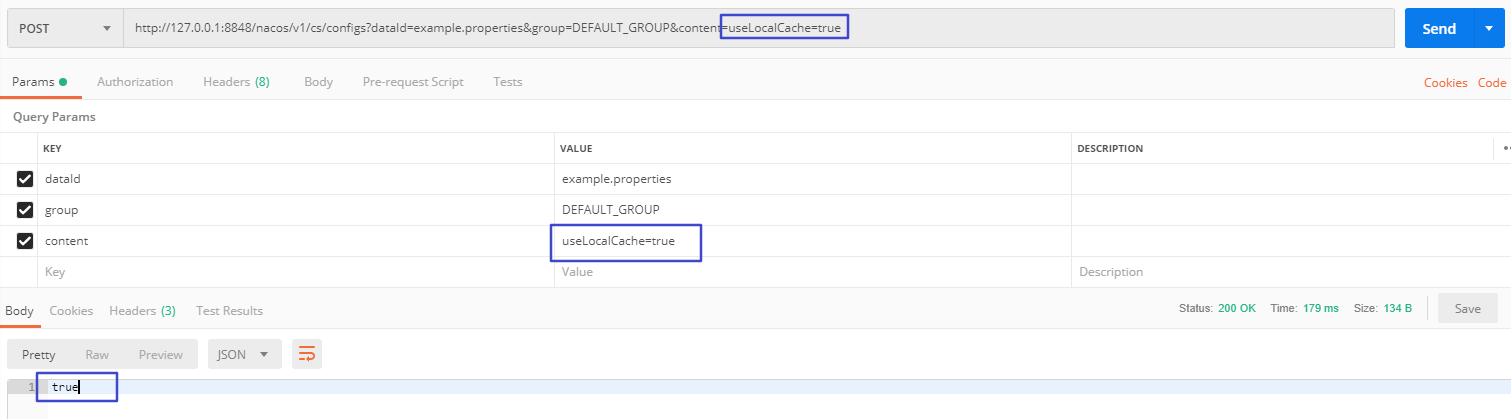 POST http://127.0.0.1:8848/nacos/v1/cs/configs?dataId=example.properties&group=DEFAULT_GROUP&content=useLocalCache=true Send
Params Authorization Headers (8) Body Pre-request Script Tests Cookies Code
Query Params
KEY VALUE DESCRIPTION
dataId example.properties
group DEFAULT_GROUP
content useLocalCache=true
Key Value Description
Body Cookies Headers (3) Test Results Status: 200 OK Time: 179 ms Size: 134 B Save
Pretty Raw Preview JSON
1 true